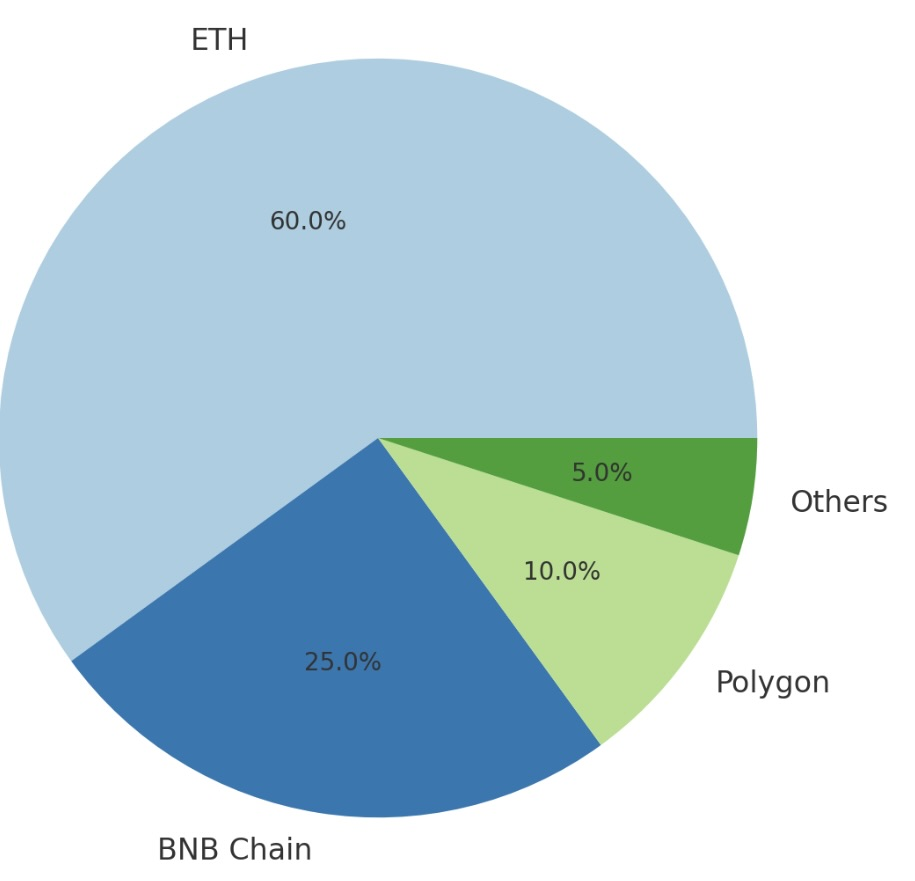 ETH
60.0%
5.0%
Others
10.0%
25.0%
Polygon
BNB Chain